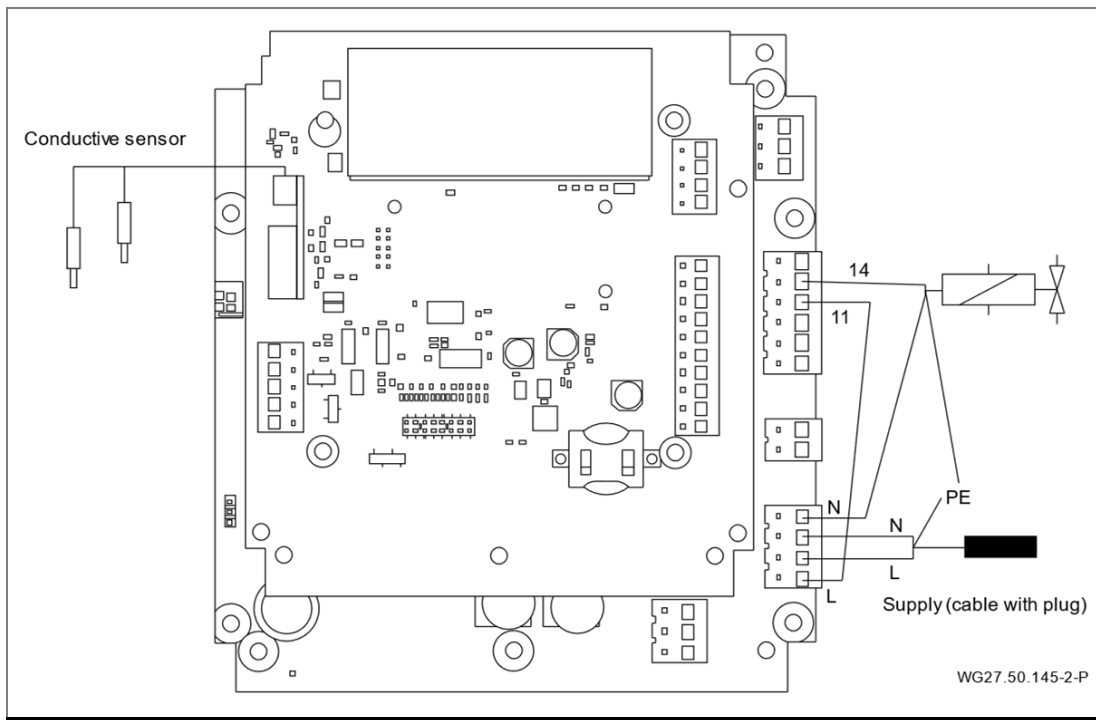 Conductive sensor
14
11
N
PE
N
L
L
Supply (cable with plug)
WG27.50.145-2-P